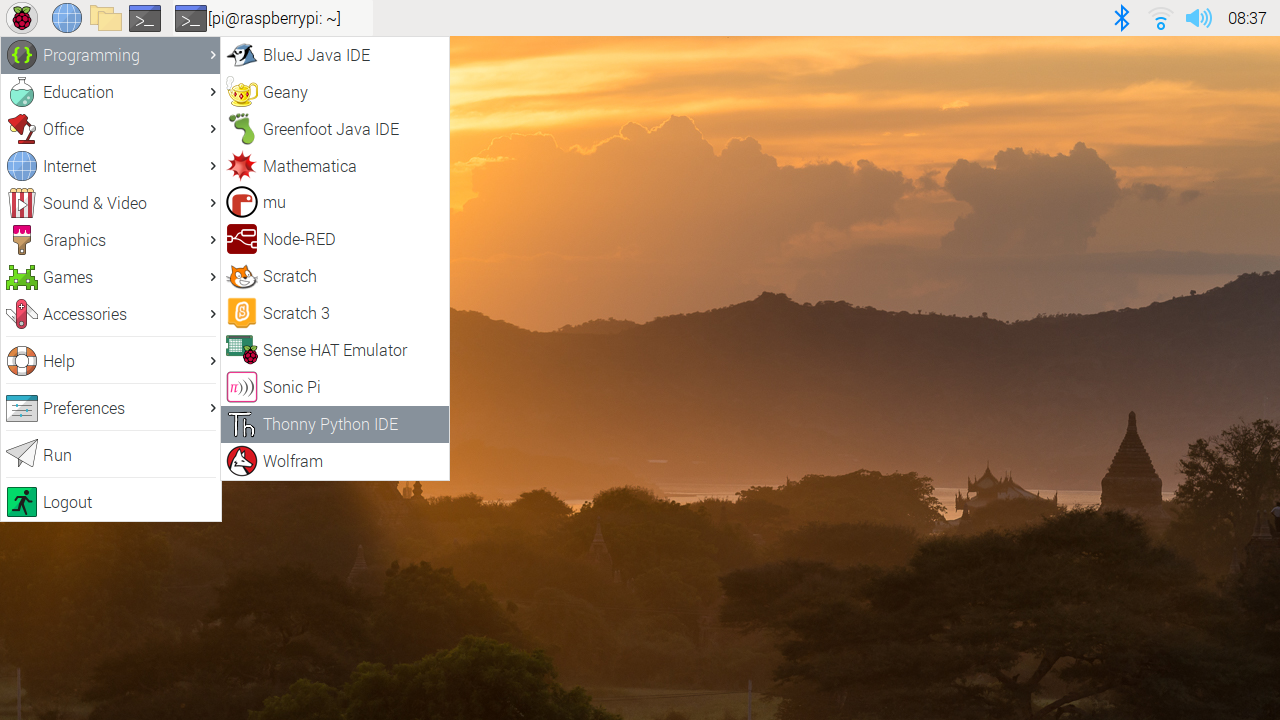 [pi@raspberrypi: ~]
08:37
Programming
Education
Office
Internet
Sound & Video
Graphics
Games
Accessories
Help
Preferences
Run
Logout
BlueJ Java IDE
Geany
Greenfoot Java IDE
Mathematica
mu
Node-RED
Scratch
Scratch 3
Sense HAT Emulator
Sonic Pi
Th Thonny Python IDE
Wolfram